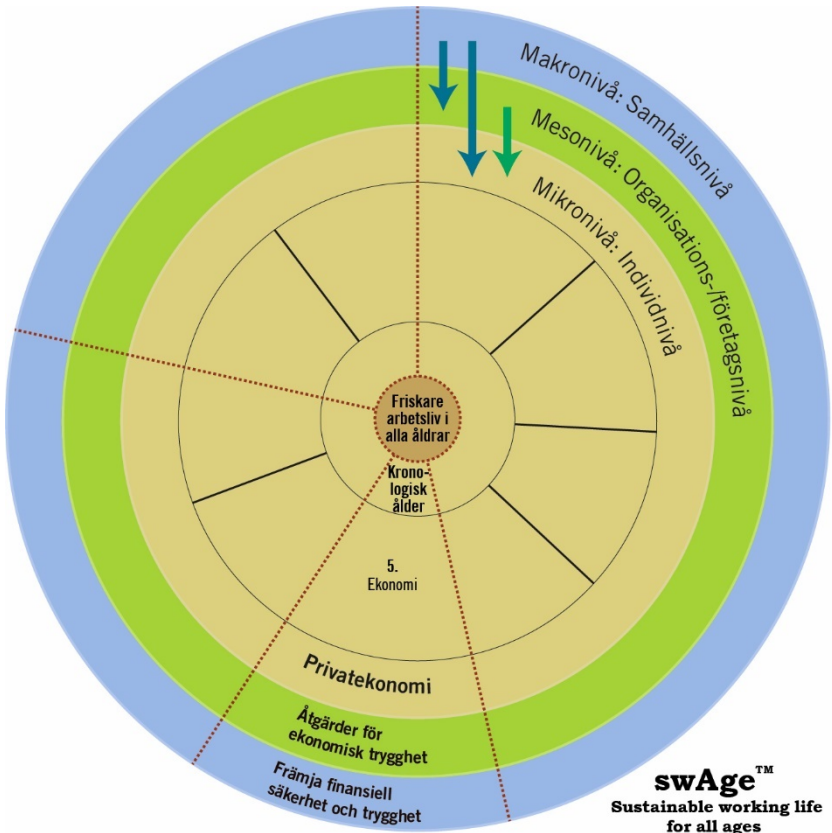 Makronivå: Samhällsnivå
Mesonivå: Organisations-/företagsnivå
Mikronivå: Individnivå
Friskare
arbetsliv i
alla åldrar
Krono-
logisk
ålder
5.
Ekonomi
Privatekonomi
Åtgärder för
ekonomisk trygghet
Främja finansiell
säkerhet och trygghet
swAge™
Sustainable working life
for all ages